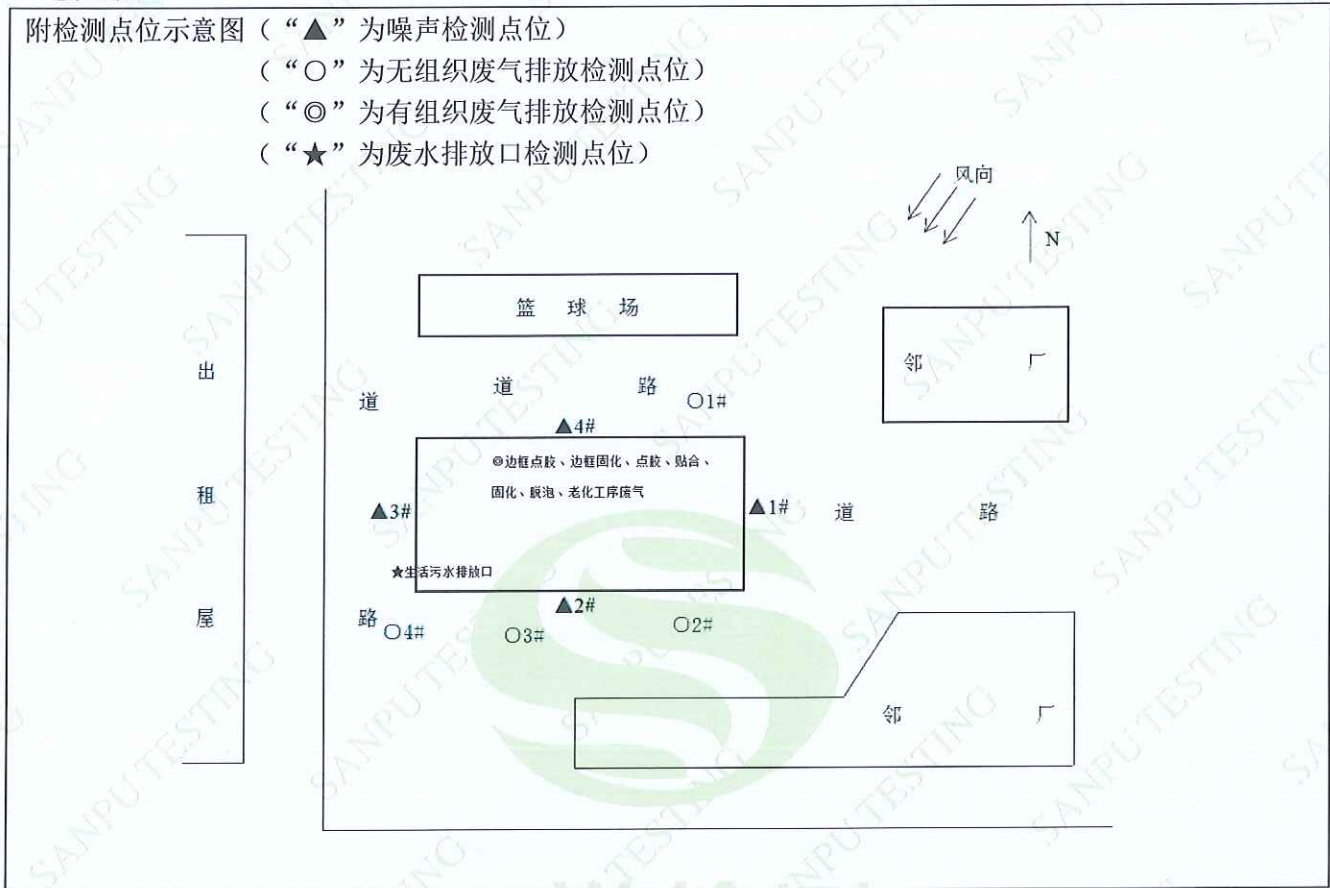 附检测点位示意图（“▲”为噪声检测点位）
（“○”为无组织废气排放检测点位）
（“◎”为有组织废气排放检测点位）
（“★”为废水排放口检测点位）
风向
N
篮 球 场
邻 厂
出 租 屋
道 路
道 路
○1#
▲4#
◎边框点胶、边框固化、点胶、贴合、
固化、脱泡、老化工序废气
▲3#
▲1#
道 路
★生活污水排放口
▲2#
○4#
○3#
○2#
邻 厂
SANPU TESTING